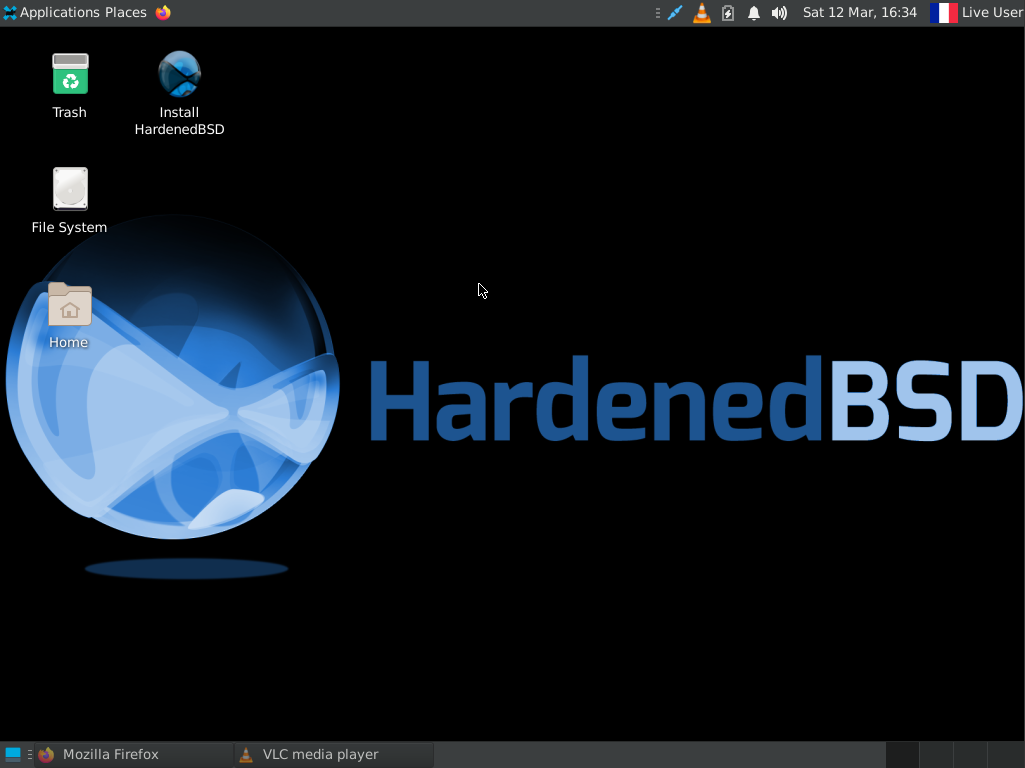 Applications Places
Sat 12 Mar, 16:34
Live User
Trash
Install
HardenedBSD
File System
Home
HardenedBSD
Mozilla Firefox
VLC media player